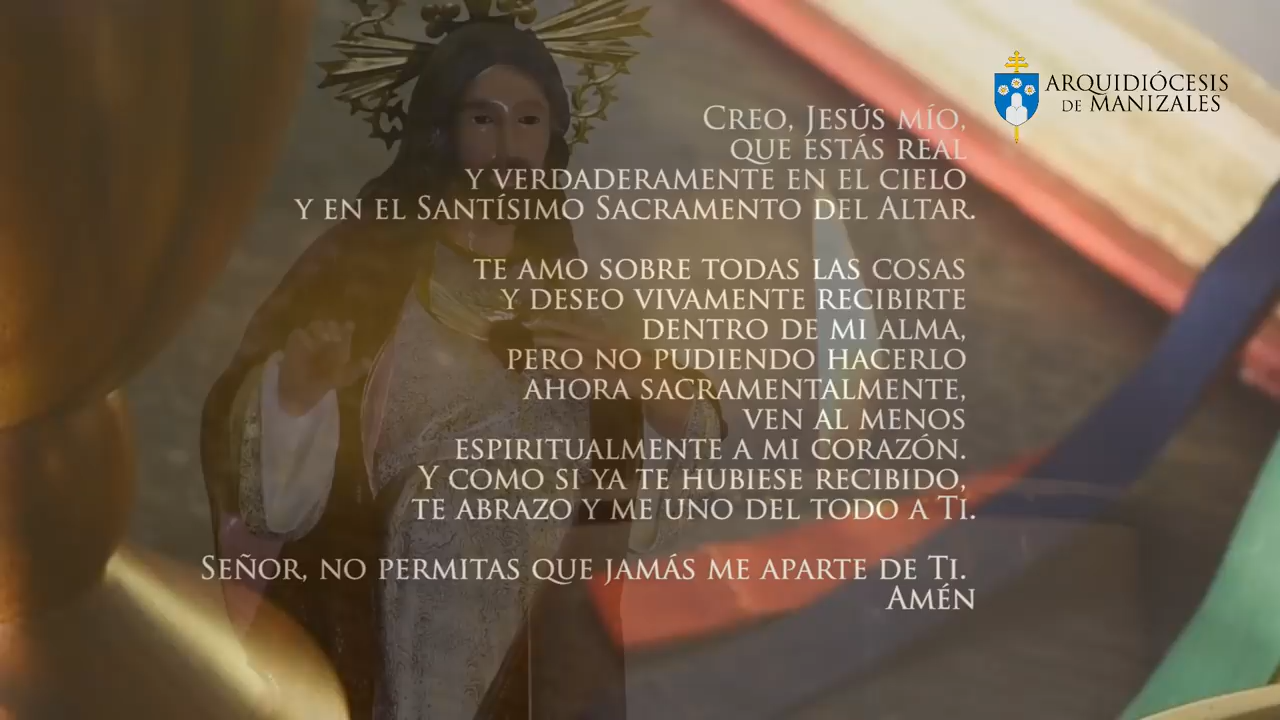 ARQUIDIÓCESIS
DE MANIZALES
CREO, JESÚS MÍO,
QUE ESTÁS REAL
Y VERDADERAMENTE EN EL CIELO
Y EN EL SANTÍSIMO SACRAMENTO DEL ALTAR.
TE AMO SOBRE TODAS LAS COSAS
Y DESEO VIVAMENTE RECIBIRTE
DENTRO DE MI ALMA,
PERO NO PUDIENDO HACERLO
AHORA SACRAMENTALMENTE,
VEN AL MENOS
ESPIRITUALMENTE A MI CORAZÓN.
Y COMO SI YA TE HUBIESE RECIBIDO,
TE ABRAZO Y ME UNO DEL TODO A TI.
SEÑOR, NO PERMITAS QUE JAMÁS ME APARTE DE TI.
AMÉN